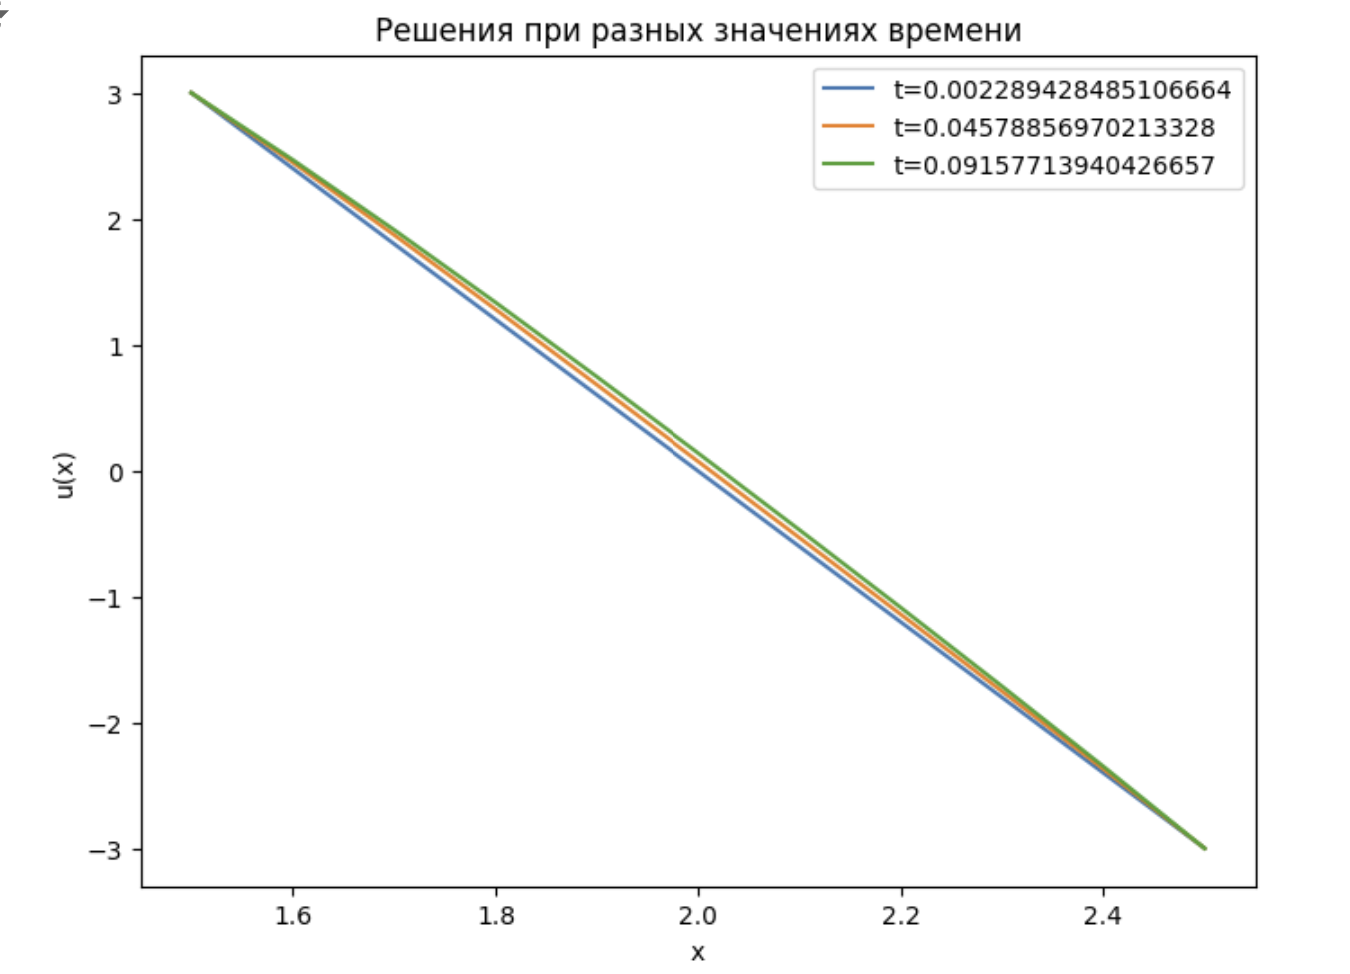 Решения при разных значениях времени
t=0.002289428485106664
t=0.04578856970213328
t=0.09157713940426657
3
2
1
0
−1
−2
−3
u(x)
1.6 1.8 2.0 2.2 2.4
x